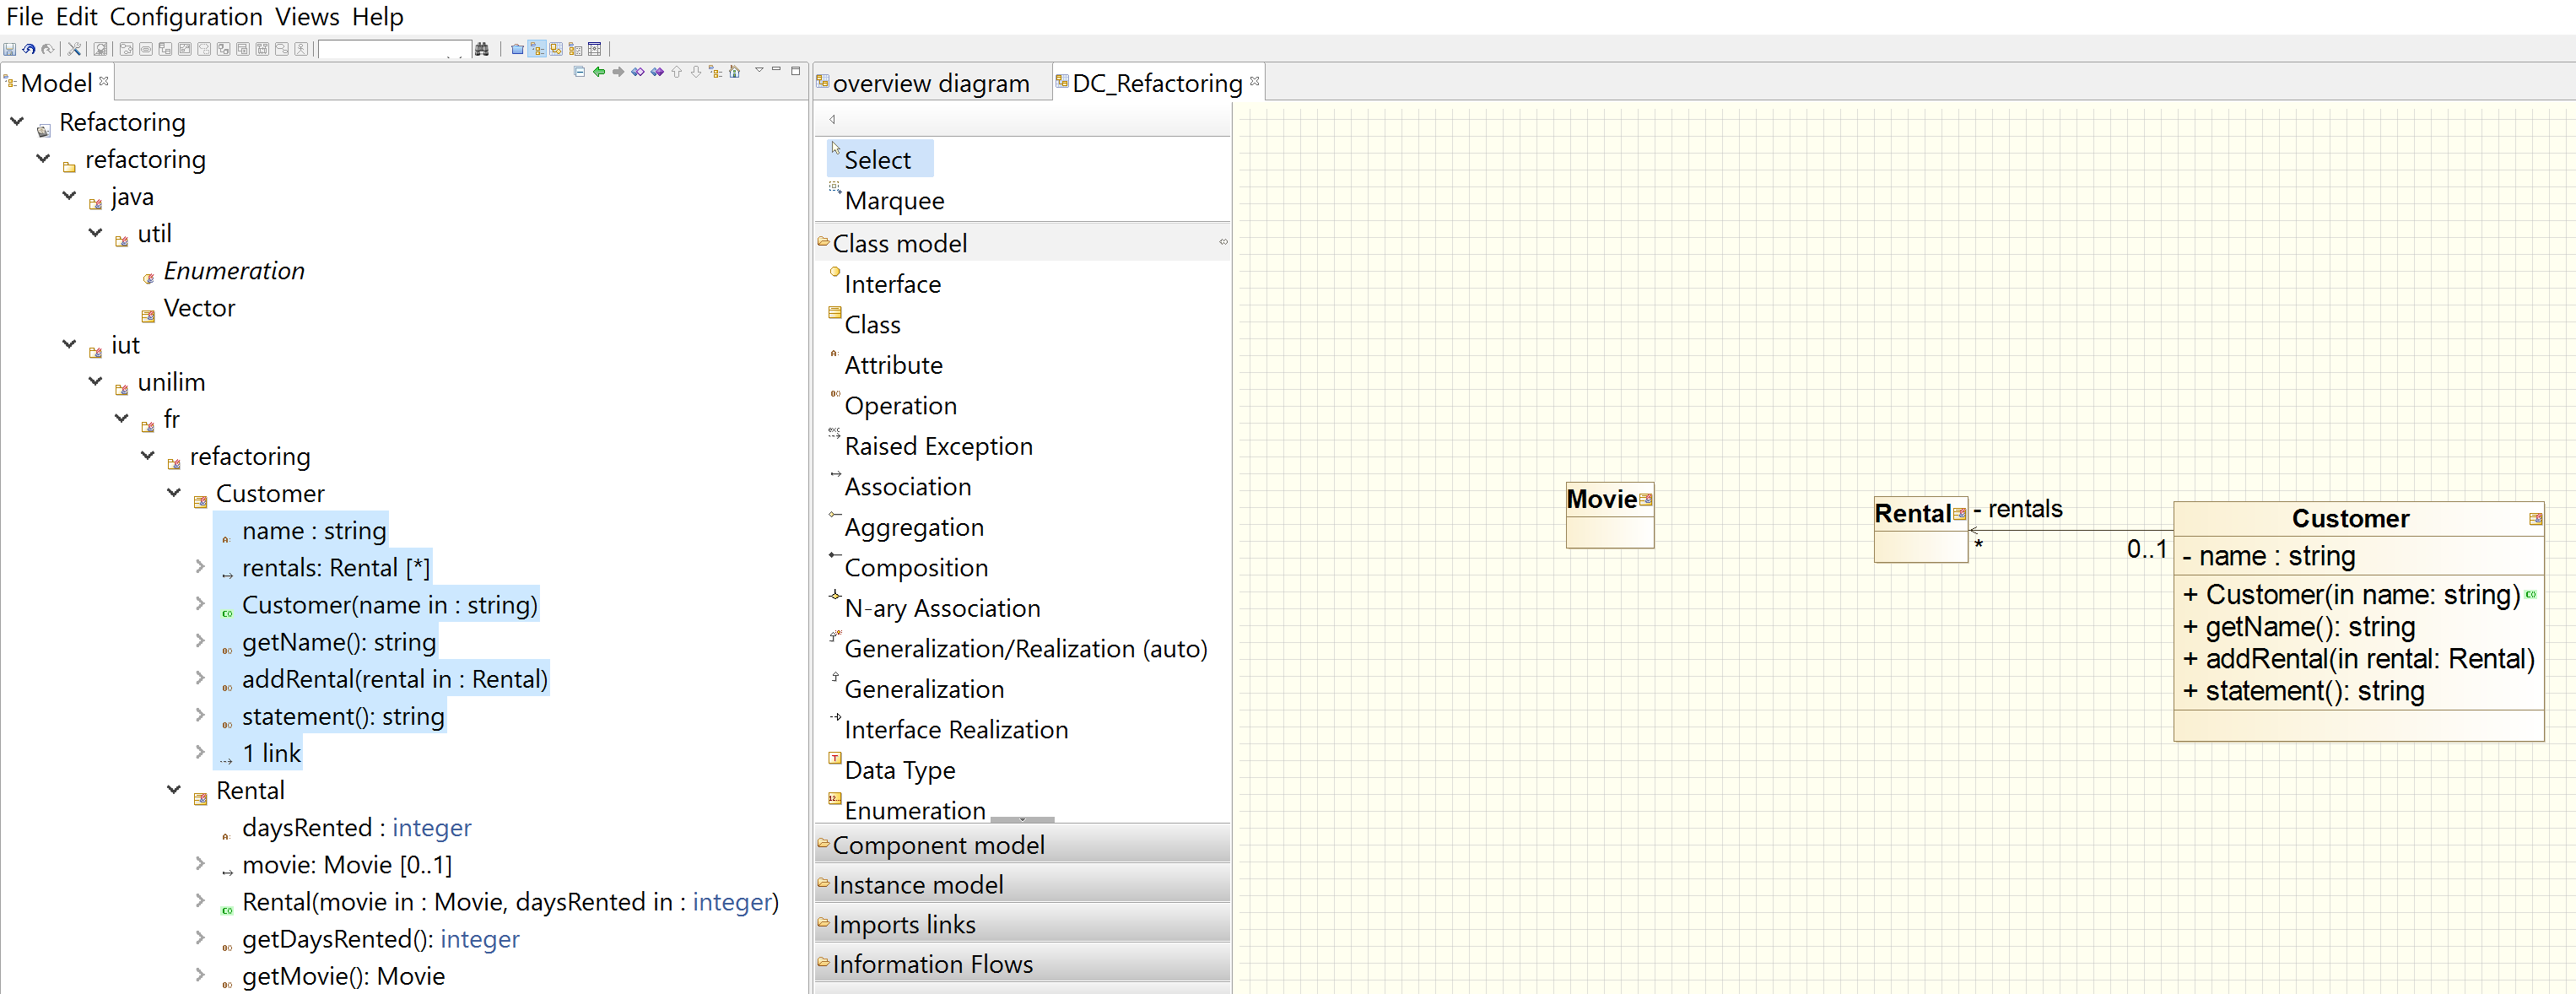 File Edit Configuration Views Help
Model
Refactoring
refactoring
java
util
Enumeration
Vector
iut
unilim
fr
refactoring
Customer
name : string
rentals: Rental [*]
Customer(name in : string)
getName(): string
addRental(rental in : Rental)
statement(): string
1 link
Rental
daysRented : integer
movie: Movie [0..1]
Rental(movie in : Movie, daysRented in : integer)
getDaysRented(): integer
getMovie(): Movie
overview diagram
DC_Refactoring
Select
Marquee
Class model
Interface
Class
Attribute
Operation
Raised Exception
Association
Aggregation
Composition
N-ary Association
Generalization/Realization (auto)
Generalization
Interface Realization
Data Type
Enumeration
Component model
Instance model
Imports links
Information Flows
Movie
Rental
- rentals
*
0..1
Customer
- name : string
+ Customer(in name: string)
+ getName(): string
+ addRental(in rental: Rental)
+ statement(): string